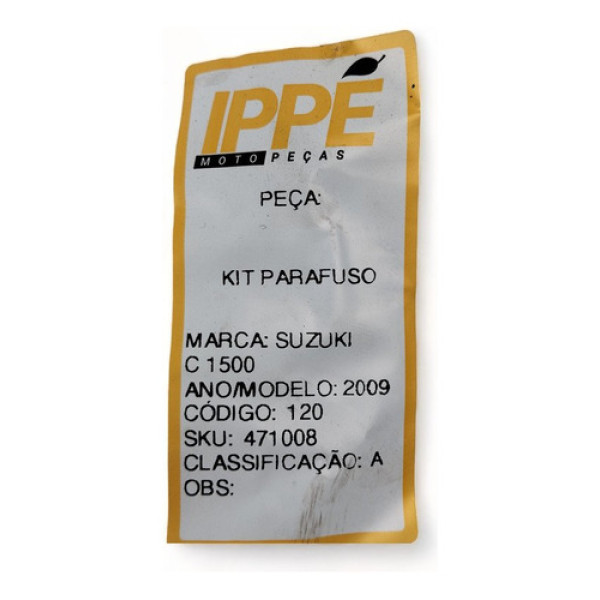 IPPÉ
MOTO PEÇAS
PEÇA:
KIT PARAFUSO
MARCA: SUZUKI
C 1500
ANO/MODELO: 2009
CÓDIGO: 120
SKU: 471008
CLASSIFICAÇÃO: A
OBS: